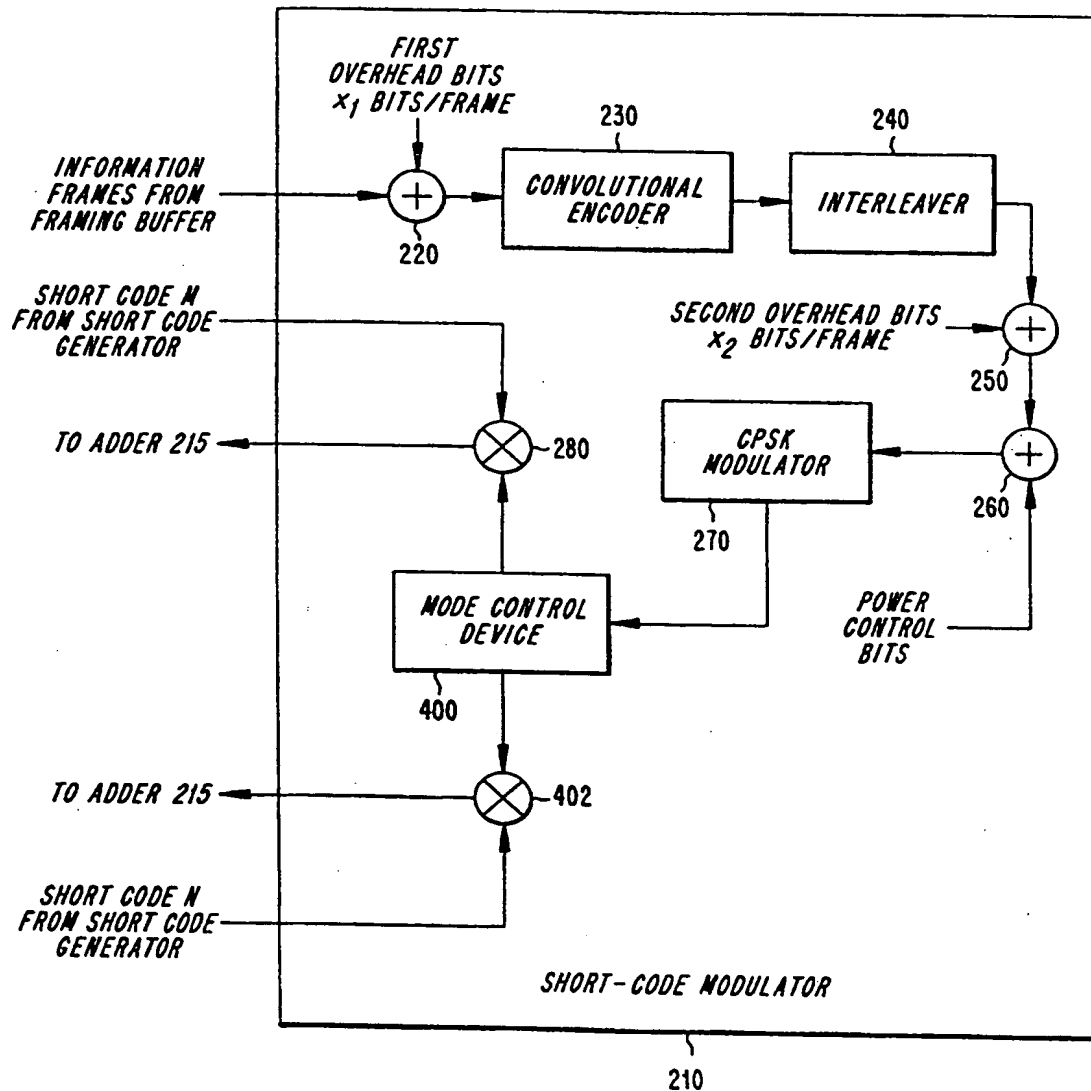 FIRST
OVERHEAD BITS
x₁ BITS/FRAME
INFORMATION
FRAMES FROM
FRAMING BUFFER
+
220
230
CONVOLUTIONAL
ENCODER
240
INTERLEAVER
SHORT CODE M
FROM SHORT CODE
GENERATOR
SECOND OVERHEAD BITS
x₂ BITS/FRAME
+
250
TO ADDER 215
280
CPSK
MODULATOR
270
+
260
MODE CONTROL
DEVICE
400
POWER
CONTROL
BITS
TO ADDER 215
402
SHORT CODE N
FROM SHORT CODE
GENERATOR
SHORT-CODE MODULATOR
210